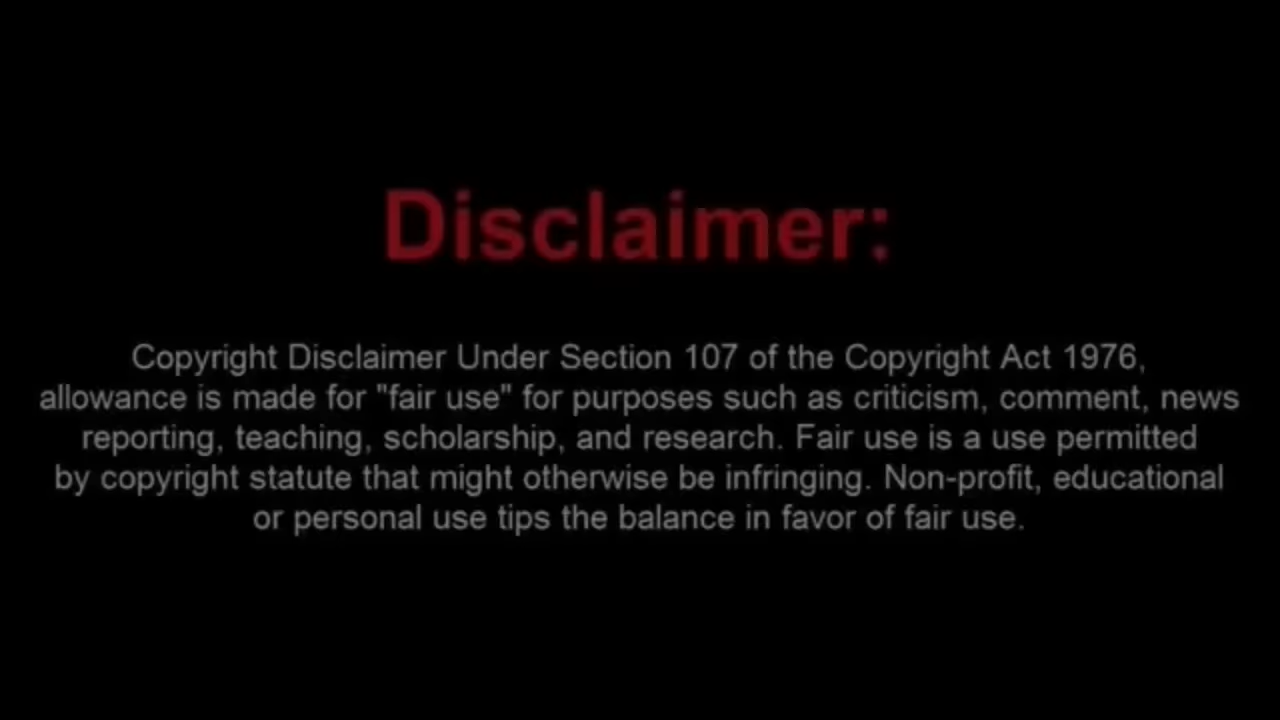 Disclaimer:
Copyright Disclaimer Under Section 107 of the Copyright Act 1976,
allowance is made for "fair use" for purposes such as criticism, comment, news
reporting, teaching, scholarship, and research. Fair use is a use permitted
by copyright statute that might otherwise be infringing. Non-profit, educational
or personal use tips the balance in favor of fair use.